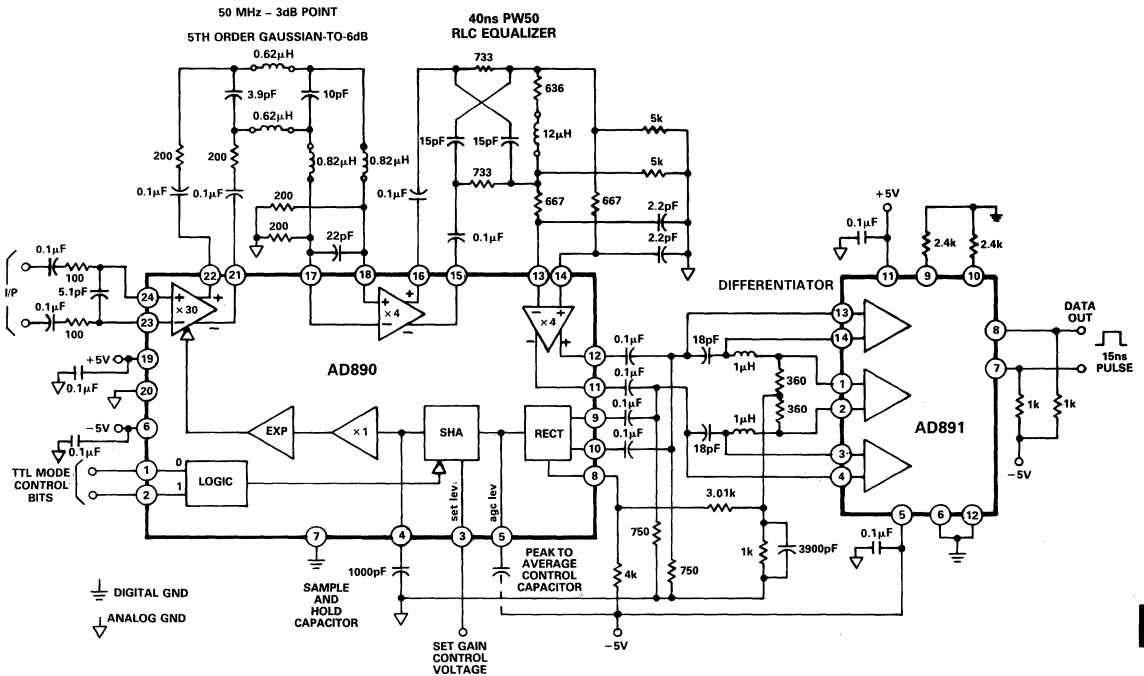 50 MHz – 3dB POINT
5TH ORDER GAUSSIAN-TO-6dB
40ns PW50
RLC EQUALIZER
0.62μH
3.9pF
10pF
0.62μH
200
200
0.82μH
0.82μH
0.1μF
0.1μF
200
200
22pF
733
15pF
15pF
733
0.1μF
0.1μF
636
12μH
667
667
5k
5k
2.2pF
2.2pF
I/P
0.1μF
100
5.1pF
0.1μF
100
22
21
17
18
16
15
13
14
24
23
+
×30
+
–
–
+
×4
+
–
–
–
+
×4
–
+
AD890
+5V
19
0.1μF
20
–5V
6
0.1μF
TTL MODE
CONTROL
BITS
1
0
2
1
LOGIC
EXP
×1
SHA
RECT
set lev
agc lev
12
11
9
10
8
7
4
3
5
0.1μF
0.1μF
0.1μF
0.1μF
1000pF
SAMPLE
AND
HOLD
CAPACITOR
PEAK TO
AVERAGE
CONTROL
CAPACITOR
SET GAIN
CONTROL
VOLTAGE
DIGITAL GND
ANALOG GND
4k
–5V
750
750
3.01k
1k
3900pF
DIFFERENTIATOR
18pF
1μH
360
360
1μH
18pF
+5V
0.1μF
2.4k
2.4k
11
9
10
13
14
1
2
3
4
AD891
8
7
5
6
12
0.1μF
DATA
OUT
15ns
PULSE
1k
1k
–5V